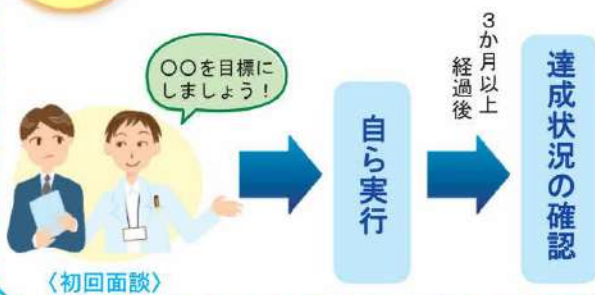 〇〇を目標に
しましょう！
〈初回面談〉
自ら実行
3か月以上
経過後
達成状況の確認